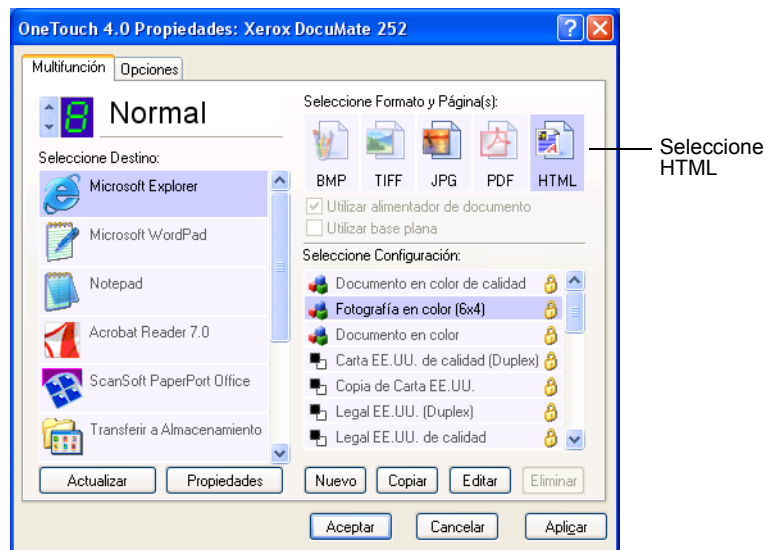 OneTouch 4.0 Propiedades: Xerox DocuMate 252
Multifunción
Opciones
8
Normal
Seleccione Destino:
Microsoft Explorer
Microsoft WordPad
Notepad
Acrobat Reader 7.0
ScanSoft PaperPort Office
Transferir a Almacenamiento
Actualizar
Propiedades
Seleccione Formato y Página(s):
BMP
TIFF
JPG
PDF
HTML
Utilizar alimentador de documento
Utilizar base plana
Seleccione Configuración:
Documento en color de calidad
Fotografía en color (6x4)
Documento en color
Carta EE.UU. de calidad (Duplex)
Copia de Carta EE.UU.
Legal EE.UU. (Duplex)
Legal EE.UU. de calidad
Nuevo
Copiar
Editar
Eliminar
Aceptar
Cancelar
Aplicar
Seleccione
HTML